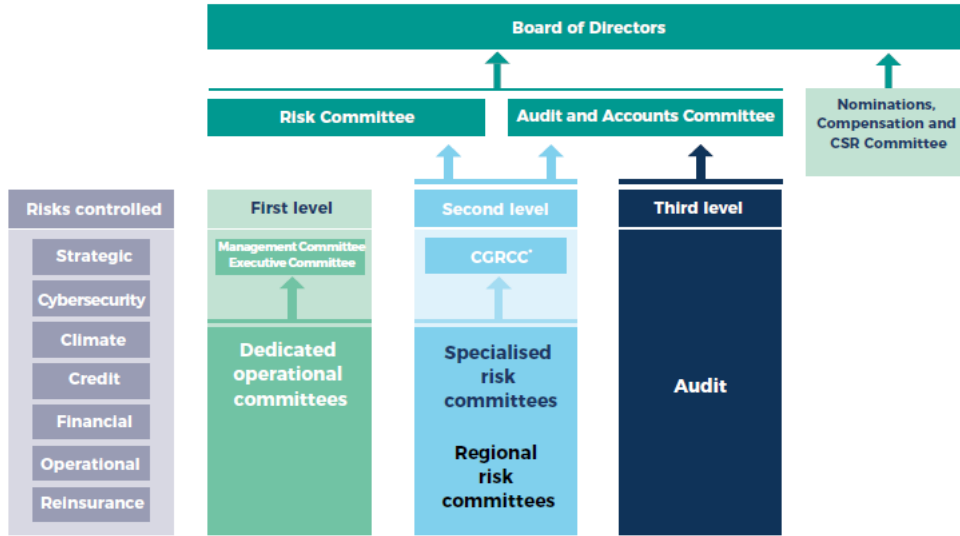 Board of Directors
Risk Committee
Audit and Accounts Committee
Nominations,
Compensation and
CSR Committee
Risks controlled
Strategic
Cybersecurity
Climate
Credit
Financial
Operational
Reinsurance
First level
Management Committee
Executive Committee
Dedicated
operational
committees
Second level
CGRCC*
Specialised
risk
committees
Regional
risk
committees
Third level
Audit